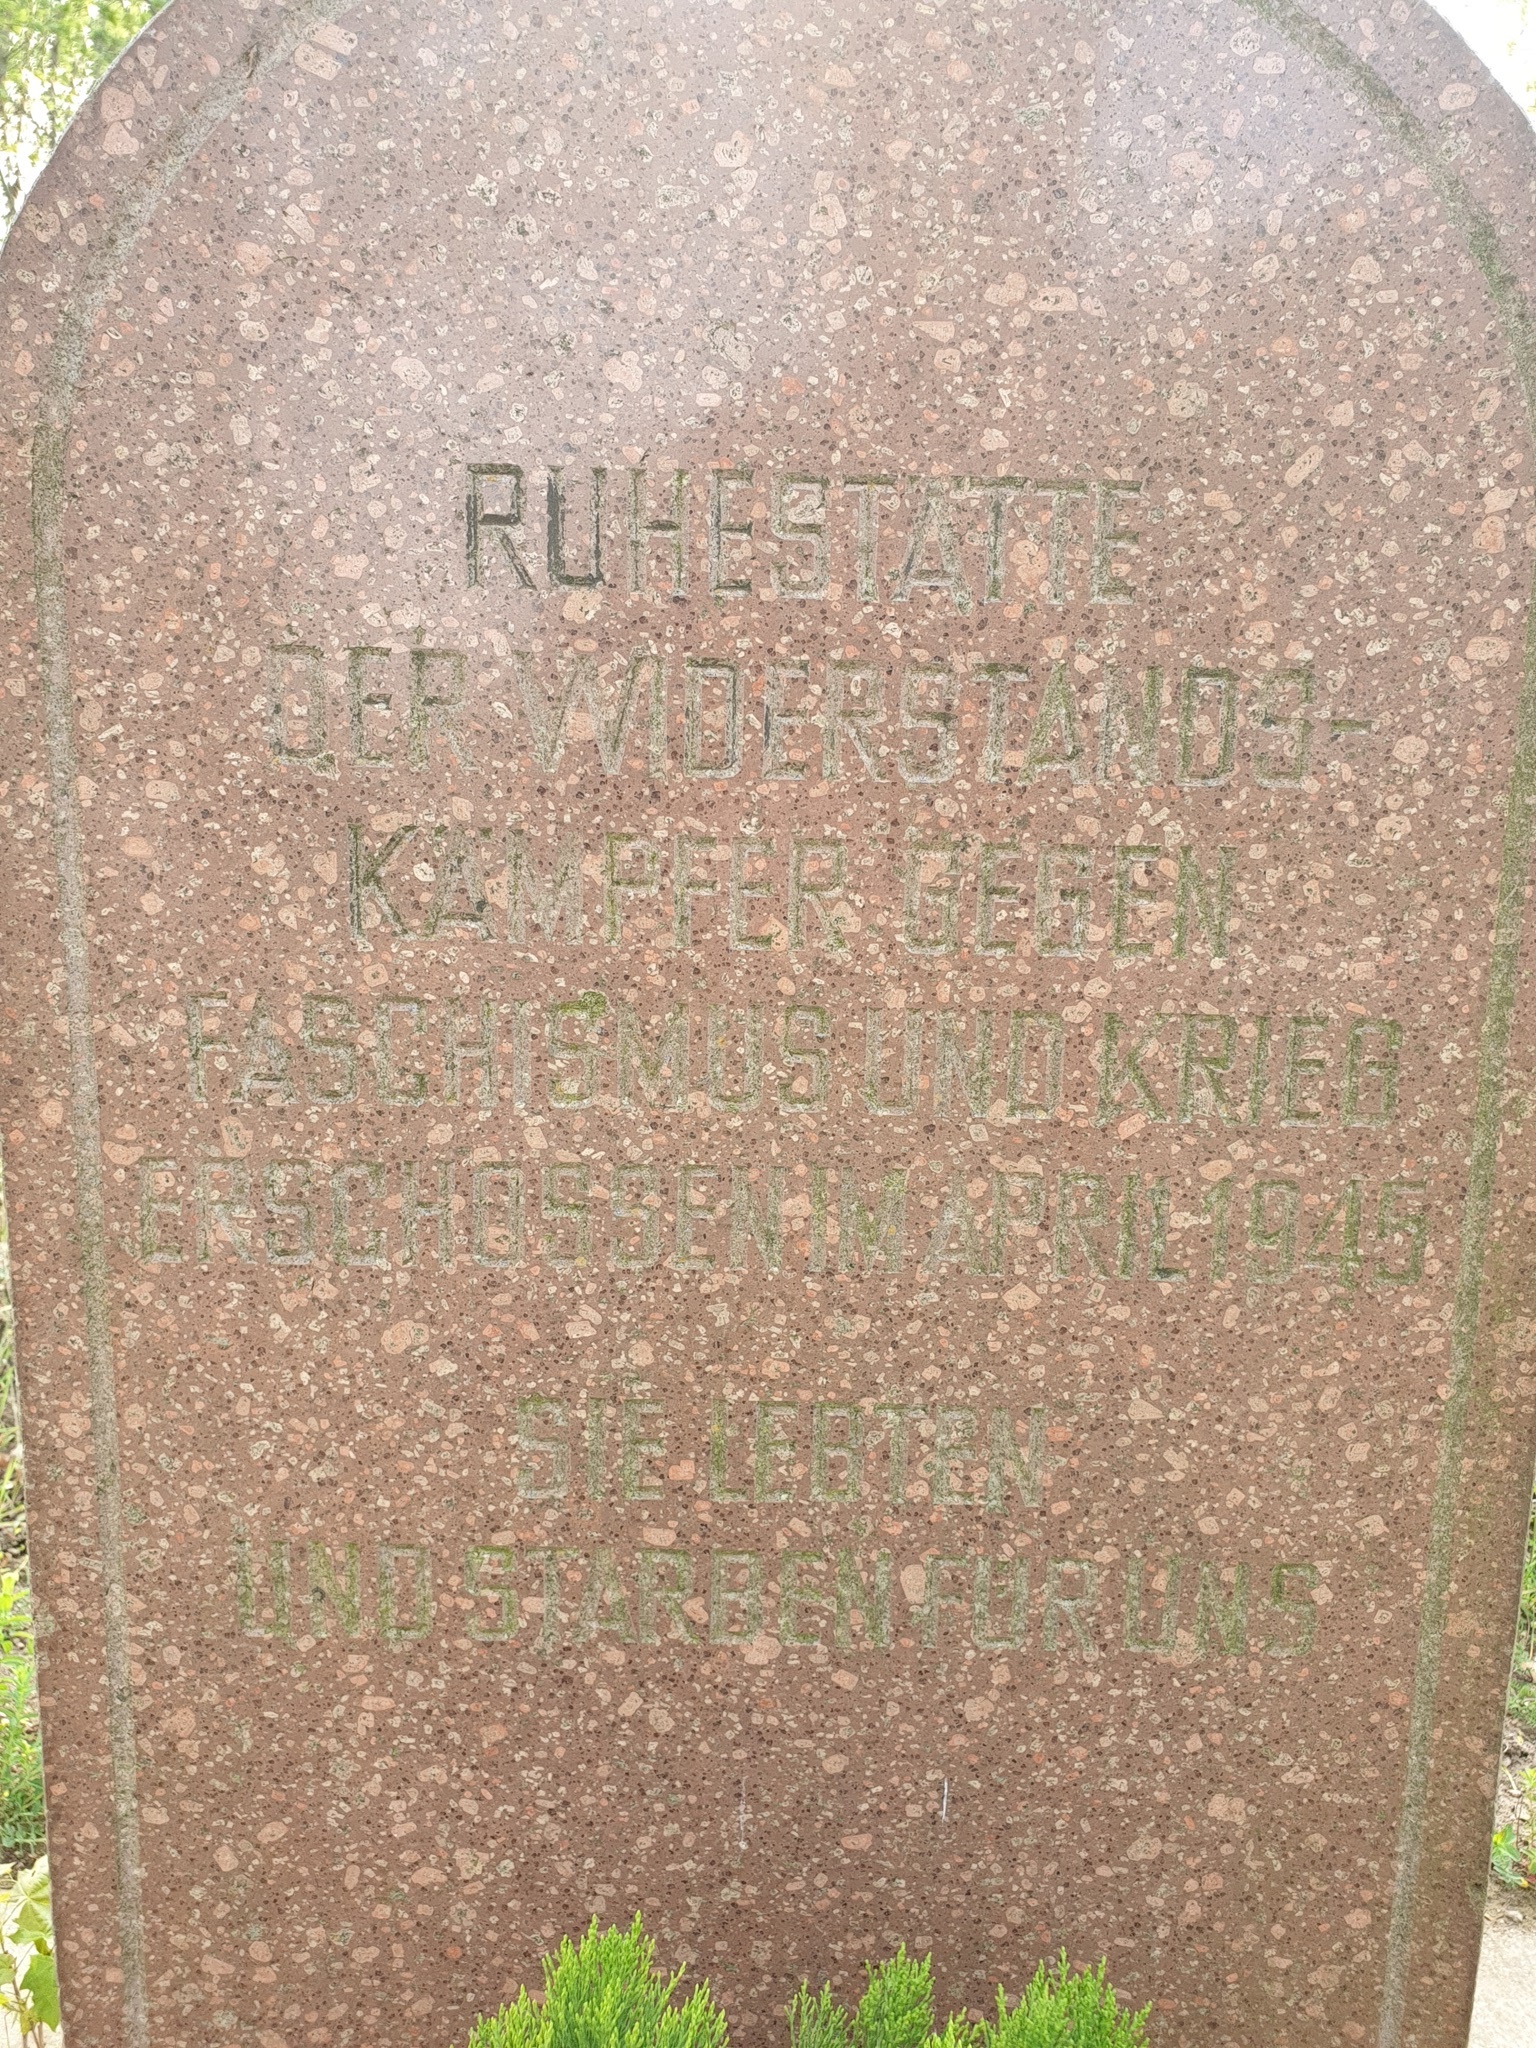 RUHESTÄTTE
DER WIDERSTANDS-
KÄMPFER GEGEN
FASCHISMUS UND KRIEG
ERSCHOSSEN IM APRIL 1945
SIE LEBTEN
UND STARBEN FÜR UNS